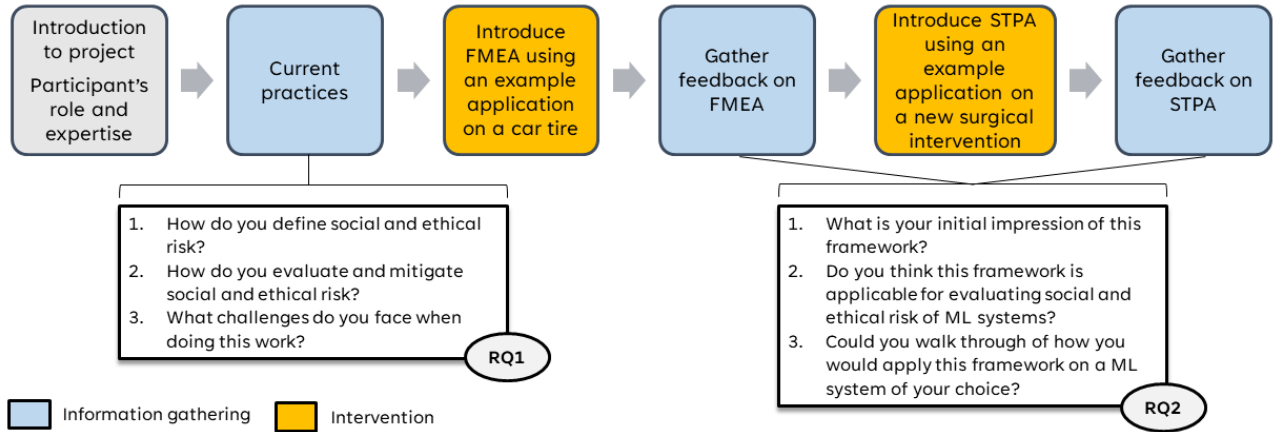 Introduction
to project
Participant's
role and
expertise
Current
practices
Introduce
FMEA using
an example
application
on a car tire
Gather
feedback on
FMEA
Introduce STPA
using an
example
application on
a new surgical
intervention
Gather
feedback on
STPA
1. How do you define social and ethical
risk?
2. How do you evaluate and mitigate
social and ethical risk?
3. What challenges do you face when
doing this work?
RQ1
1. What is your initial impression of this
framework?
2. Do you think this framework is
applicable for evaluating social and
ethical risk of ML systems?
3. Could you walk through of how you
would apply this framework on a ML
system of your choice?
RQ2
Information gathering
Intervention